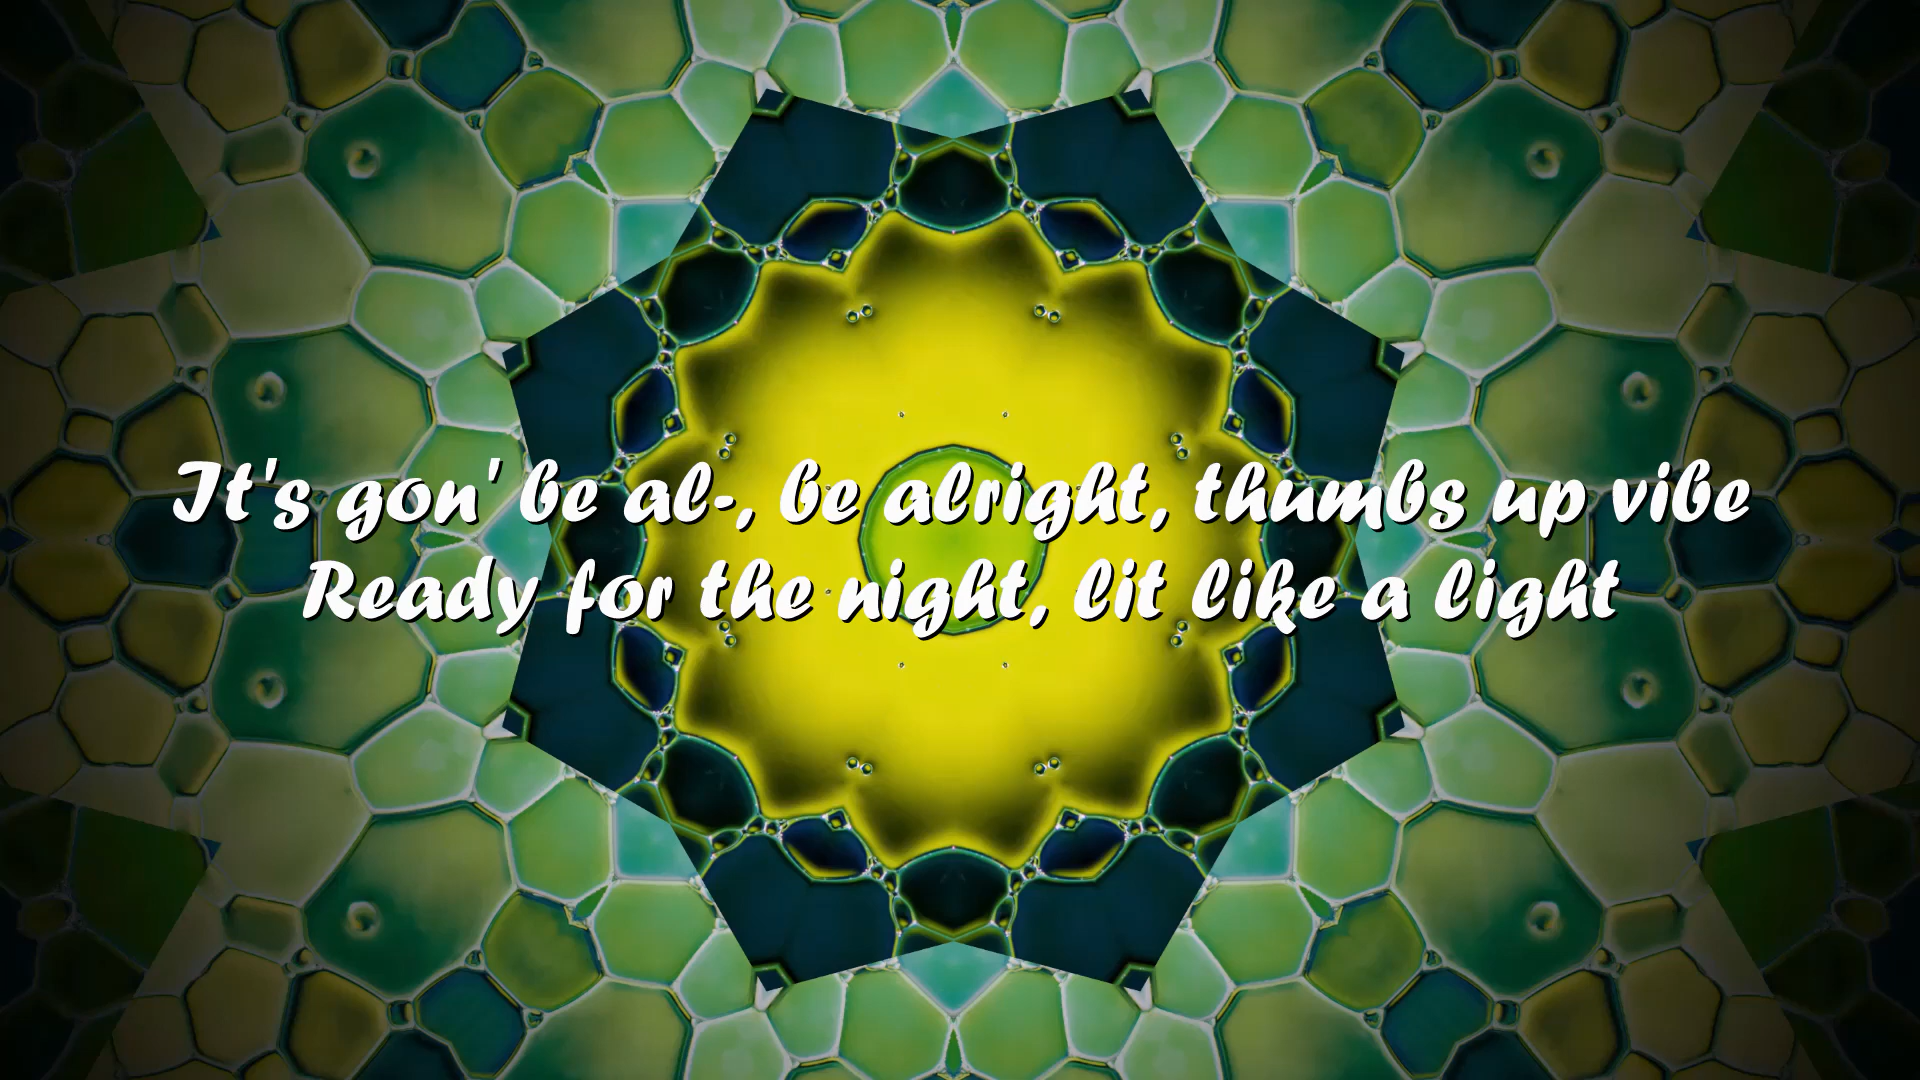 It's gon' be al-, be alright, thumbs up vibe
Ready for the night, lit like a light